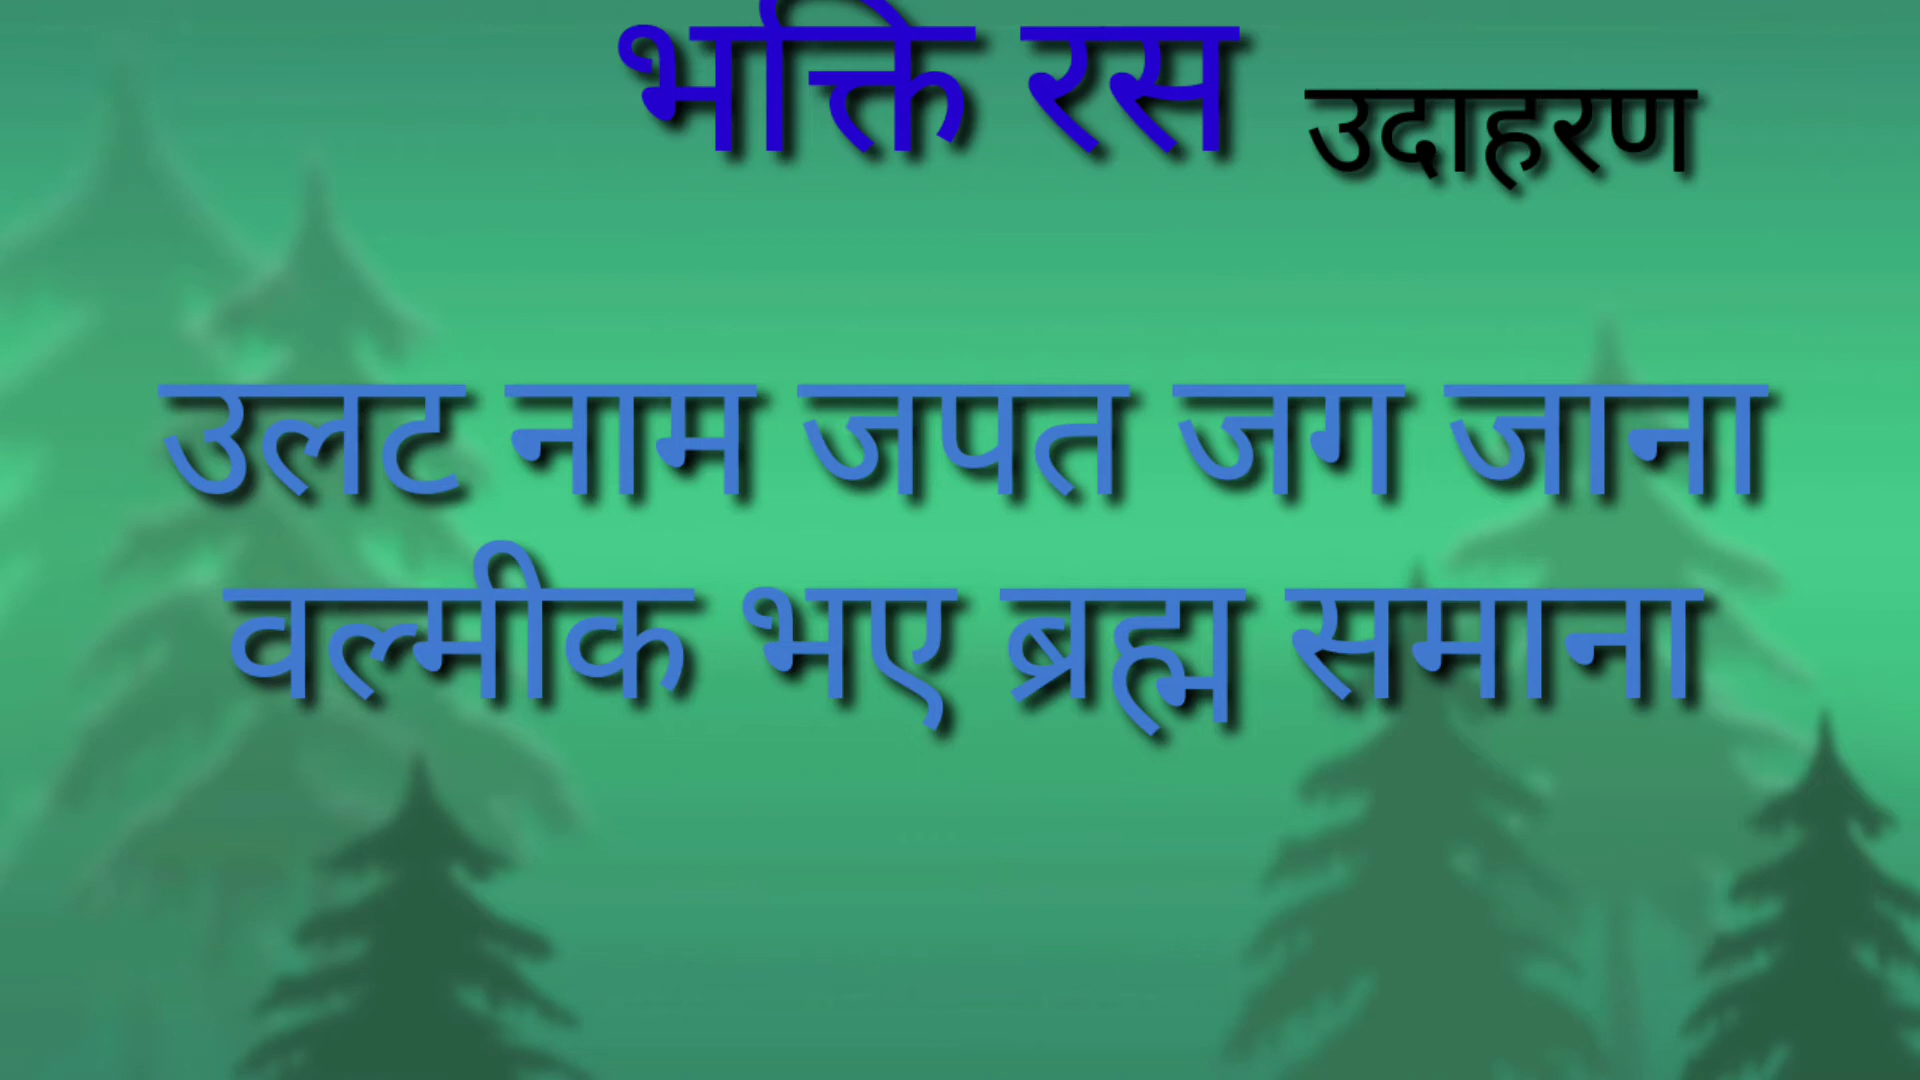 भक्ति रस उदाहरण
उलट नाम जपत जग जाना
वल्मीक भए ब्रह्म समाना